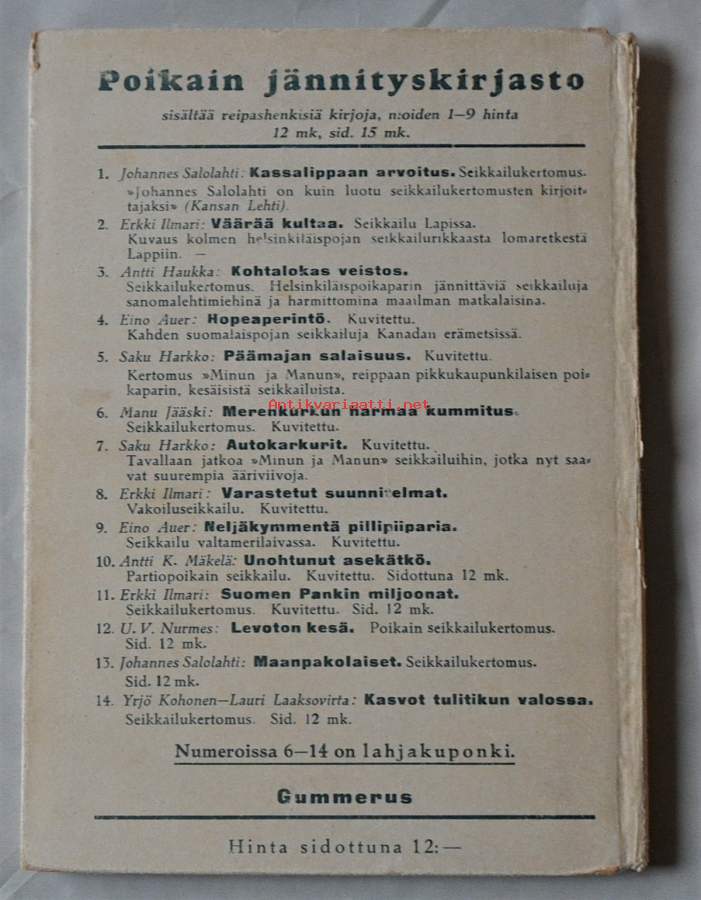 Poikain jännityskirjasto
sisältää reipashenkisiä kirjoja, n:oiden 1—9 hinta
12 mk, sid. 15 mk.
1. Johannes Salolahti: Kassalippaan arvoitus. Seikkailukertomus.
»Johannes Salolahti on kuin luotu seikkailukertomusten kirjoit-
tajaksi» (Kansan Lehti).
2. Erkki Ilmari: Väärää kultaa. Seikkailu Lapissa.
Kuvaus kolmen helsinkiläispojan seikkailurikkaasta lomaretkestä
Lappiin. —
3. Antti Haukka: Kohtalokas veistos.
Seikkailukertomus. Helsinkiläispoikaparin jännittäviä seikkailuja
sanomalehtimiehinä ja harmittomina maailman matkalaisina.
4. Eino Auer: Hopeaperintö. Kuvitettu.
Kahden suomalaispojan seikkailuja Kanadan erämetsissä.
5. Saku Harkko: Päämajan salaisuus. Kuvitettu.
Kertomus »Minun ja Manun», reippaan pikkukaupunkilaisen poi-
kaparin, kesäisistä seikkailuista.
Antikvariaatti.net
6. Manu Jääski: Merenkurkun harmaa kummitus.
Seikkailukertomus. Kuvitettu.
7. Saku Harkko: Autokarkurit. Kuvitettu.
Tavallaan jatkoa »Minun ja Manun» seikkailuihin, jotka nyt saa-
vat suurempia ääriviivoja.
8. Erkki Ilmari: Varastetut suunnitelmat.
Vakoiluseikkailu. Kuvitettu.
9. Eino Auer: Neljäkymmentä pillipiiparia.
Seikkailu valtamerilaivassa. Kuvitettu.
10. Antti K. Mäkelä: Unohtunut asekätkö.
Partiopoikain seikkailu. Kuvitettu. Sidottuna 12 mk.
11. Erkki Ilmari: Suomen Pankin miljoonat.
Seikkailukertomus. Kuvitettu. Sid. 12 mk.
12. U. V. Nurmes: Levoton kesä. Poikain seikkailukertomus.
Sid. 12 mk.
13. Johannes Salolahti: Maanpakolaiset. Seikkailukertomus.
Sid. 12 mk.
14. Yrjö Kohonen—Lauri Laaksovirta: Kasvot tulitikun valossa.
Seikkailukertomus. Sid. 12 mk.
Numeroissa 6—14 on lahjakuponki.
Gummerus
Hinta sidottuna 12:—